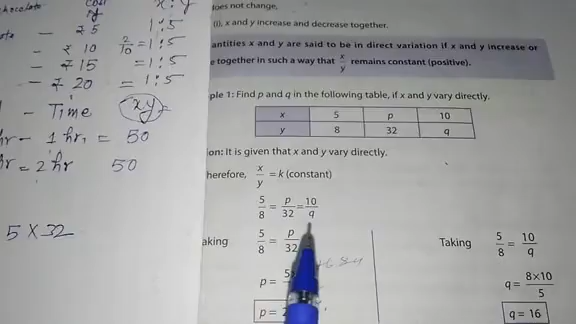 chocolate Cost x:y
- ₹5 1:5
- ₹10 2/10 = 1:5
- ₹15 = 1:5
- ₹20 = 1:5
- Time xy
hr - 1 hr, = 50
hr = 2 hr 50
5 X 32
does not change,
(i), x and y increase and decrease together.
antities x and y are said to be in direct variation if x and y increase or
e together in such a way that x/y remains constant (positive).
ple 1: Find p and q in the following table, if x and y vary directly.
x 5 p 10
y 8 32 q
ion: It is given that x and y vary directly.
herefore, x/y = k (constant)
5/8 = p/32 = 10/q
aking 5/8 = p/32
p =
p =
Taking 5/8 = 10/q
q = 8×10/5
q = 16